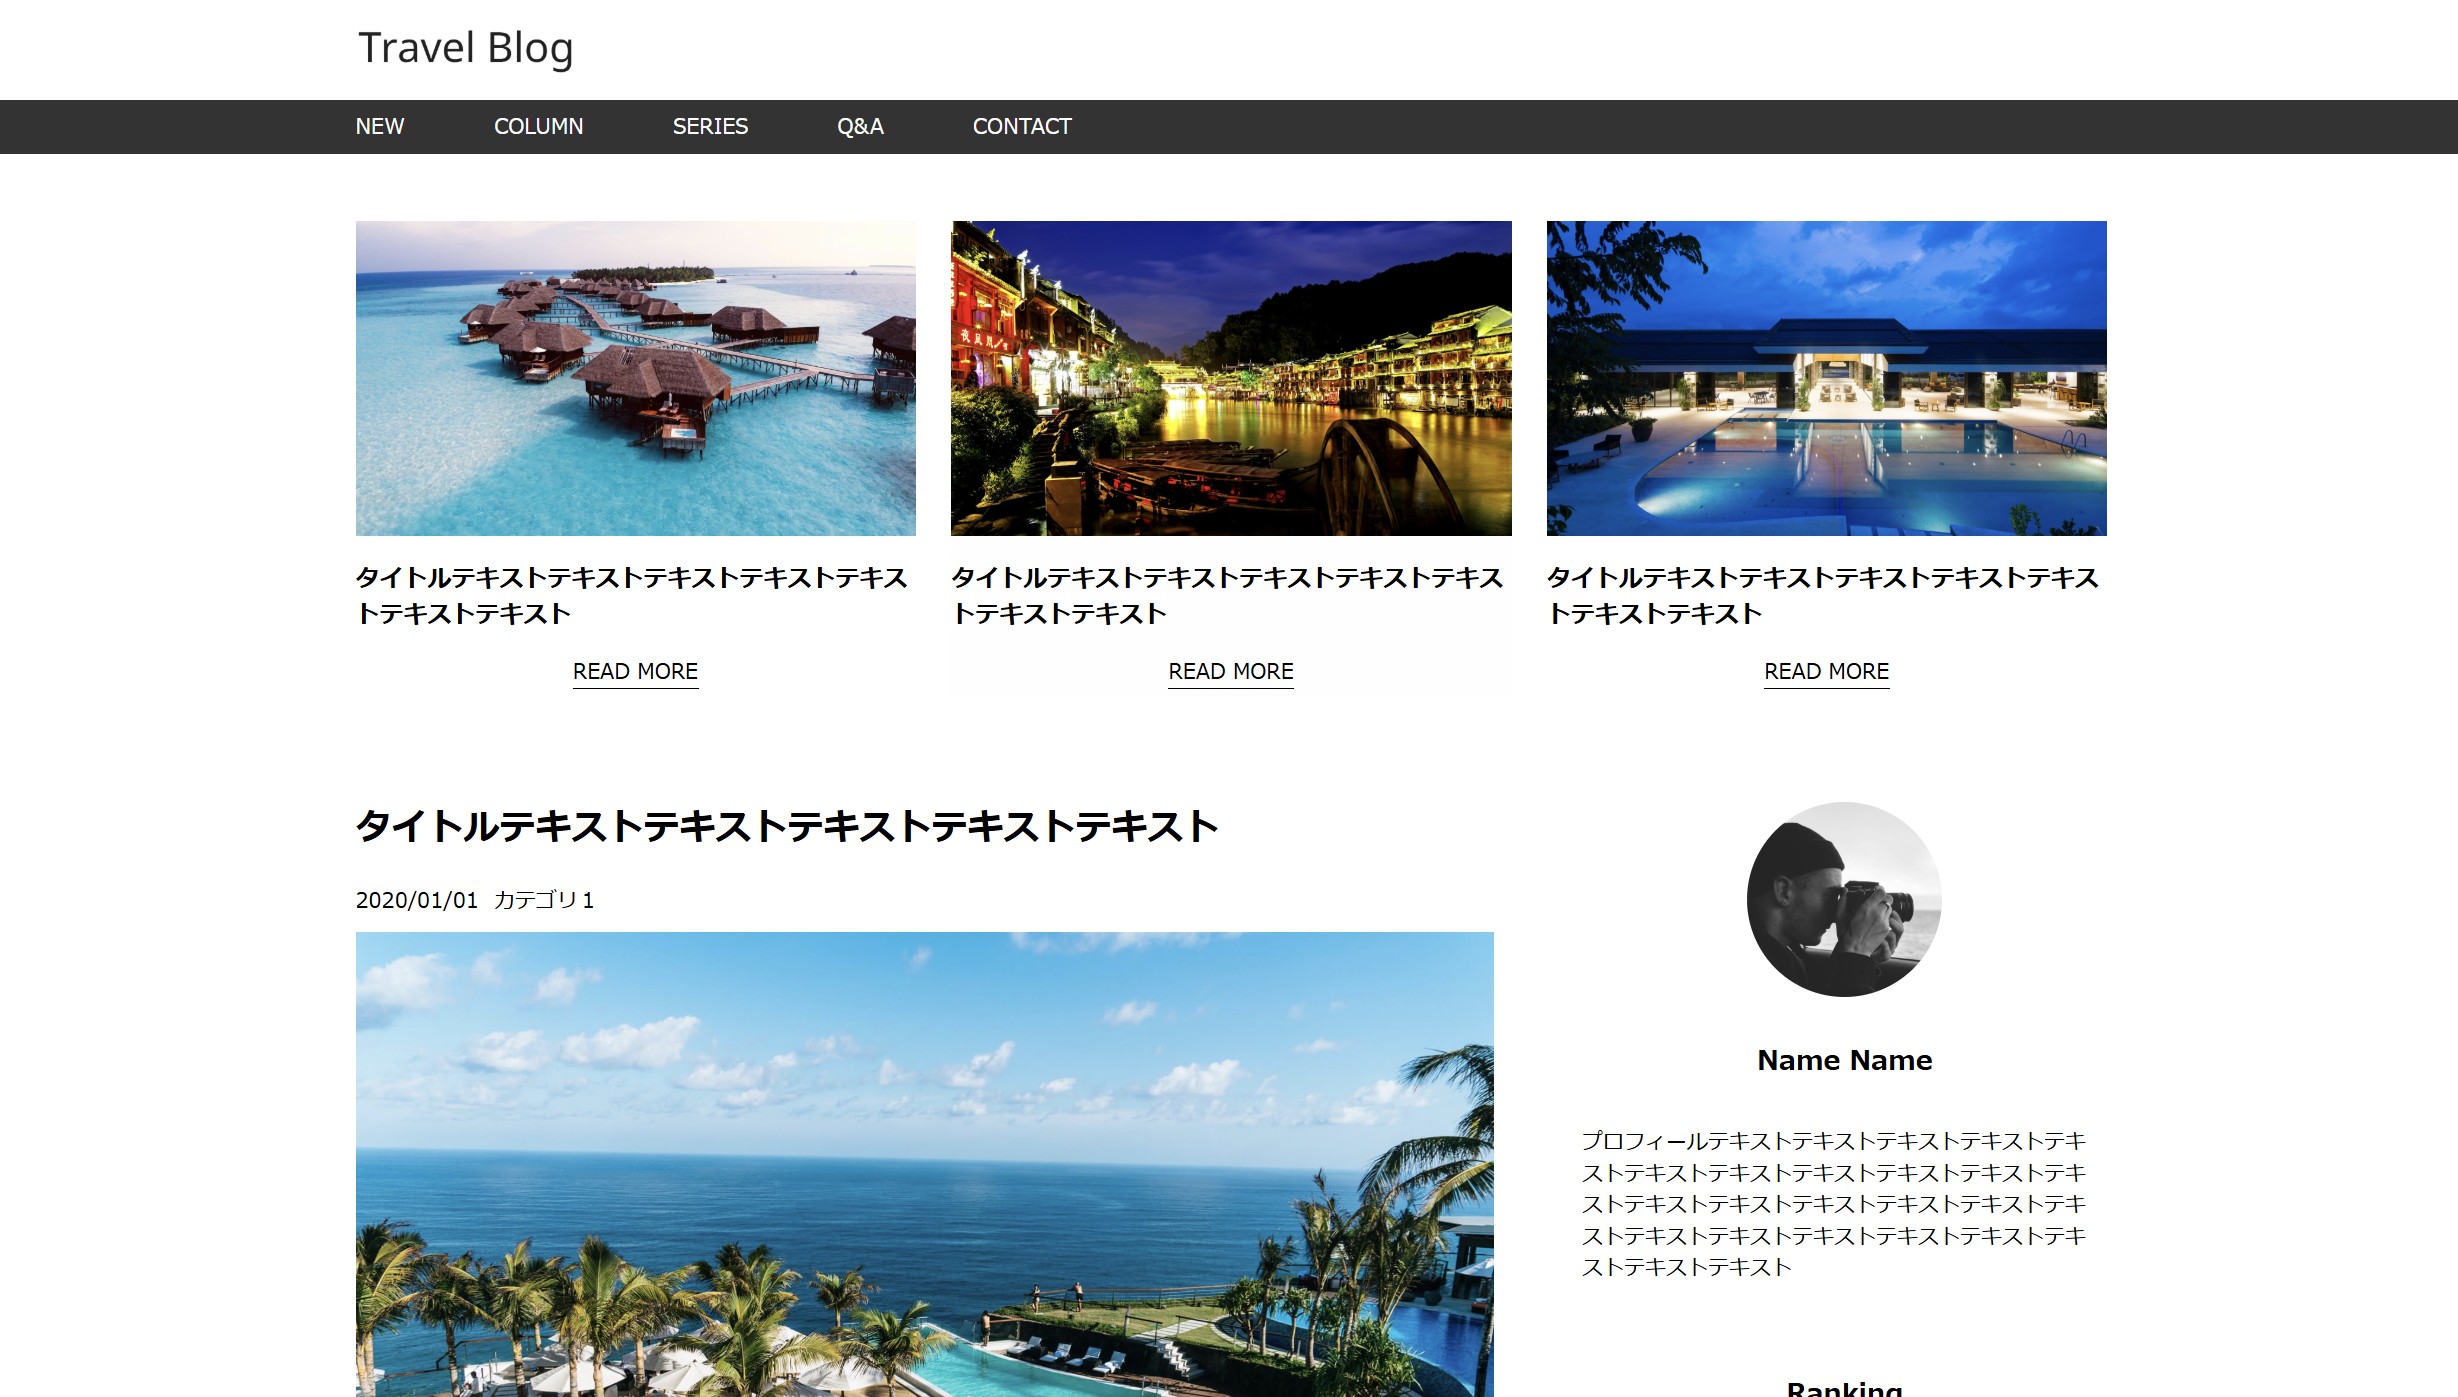 Travel Blog
NEW COLUMN SERIES Q&A CONTACT
タイトルテキストテキストテキストテキストテキス
トテキストテキスト
READ MORE
タイトルテキストテキストテキストテキストテキス
トテキストテキスト
READ MORE
タイトルテキストテキストテキストテキストテキス
トテキストテキスト
READ MORE
タイトルテキストテキストテキストテキストテキスト
2020/01/01 カテゴリ1
Name Name
プロフィールテキストテキストテキストテキストテキ
ストテキストテキストテキストテキストテキストテキ
ストテキストテキストテキストテキストテキストテキ
ストテキストテキストテキストテキストテキストテキ
ストテキストテキスト
Ranking